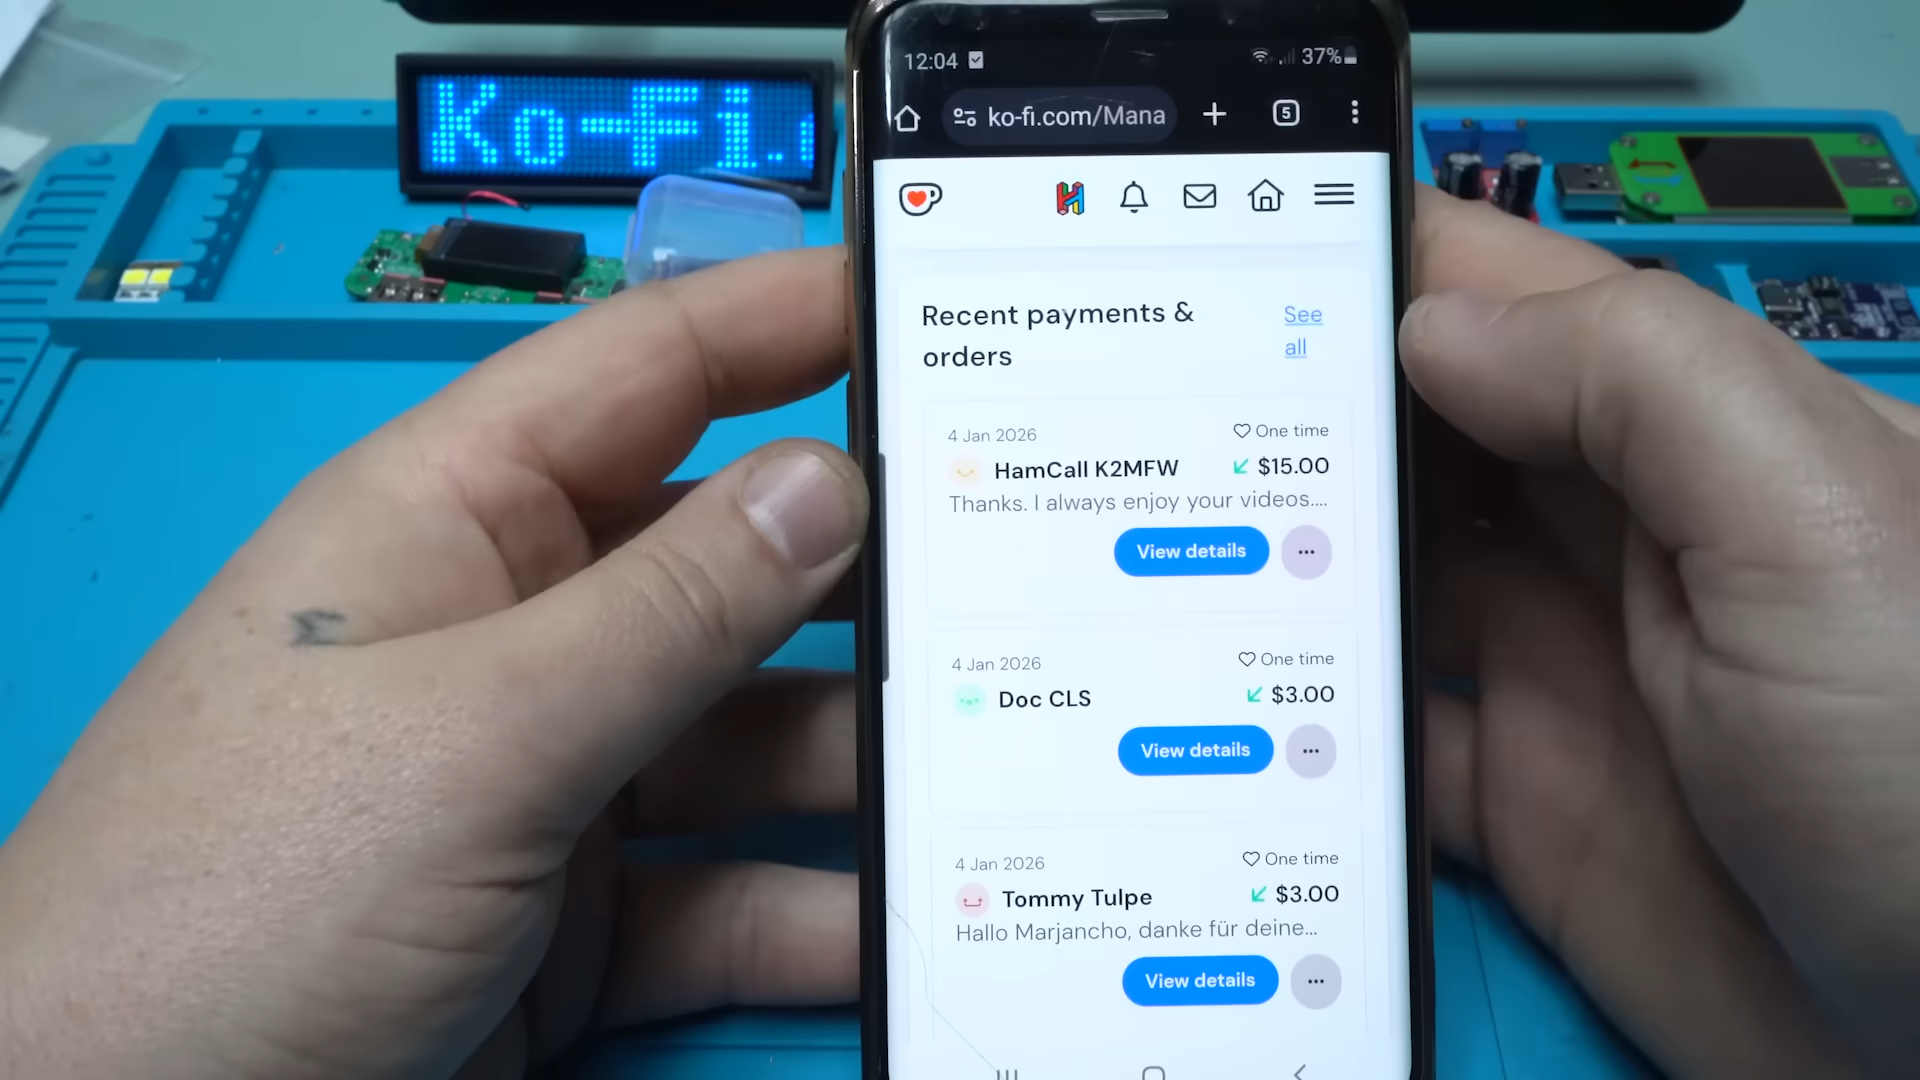 Ko-Fi.
12:04
37%
ko-fi.com/Mana
5
Recent payments &
orders
See
all
4 Jan 2026
One time
HamCall K2MFW
$15.00
Thanks. I always enjoy your videos....
View details
4 Jan 2026
One time
Doc CLS
$3.00
View details
4 Jan 2026
One time
Tommy Tulpe
$3.00
Hallo Marjancho, danke für deine...
View details